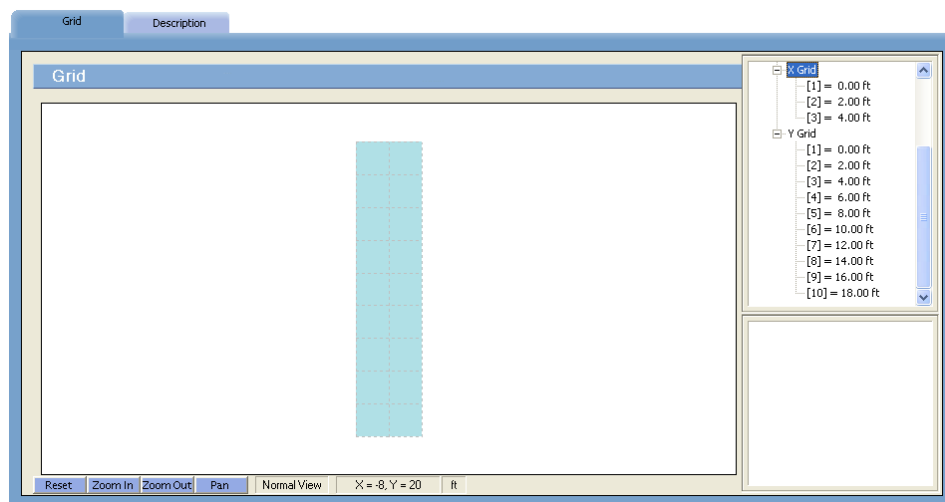 Grid
Description
Grid
X Grid
[1] = 0.00 ft
[2] = 2.00 ft
[3] = 4.00 ft
Y Grid
[1] = 0.00 ft
[2] = 2.00 ft
[3] = 4.00 ft
[4] = 6.00 ft
[5] = 8.00 ft
[6] = 10.00 ft
[7] = 12.00 ft
[8] = 14.00 ft
[9] = 16.00 ft
[10] = 18.00 ft
Reset Zoom In Zoom Out Pan Normal View X = -8, Y = 20 ft